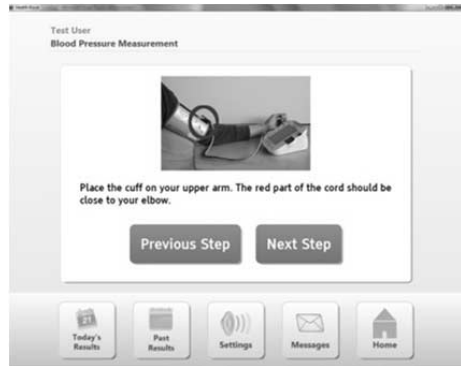 Test User
Blood Pressure Measurement
Place the cuff on your upper arm. The red part of the cord should be
close to your elbow.
Previous Step
Next Step
21
Today's
Results
Past
Results
Settings
Messages
Home